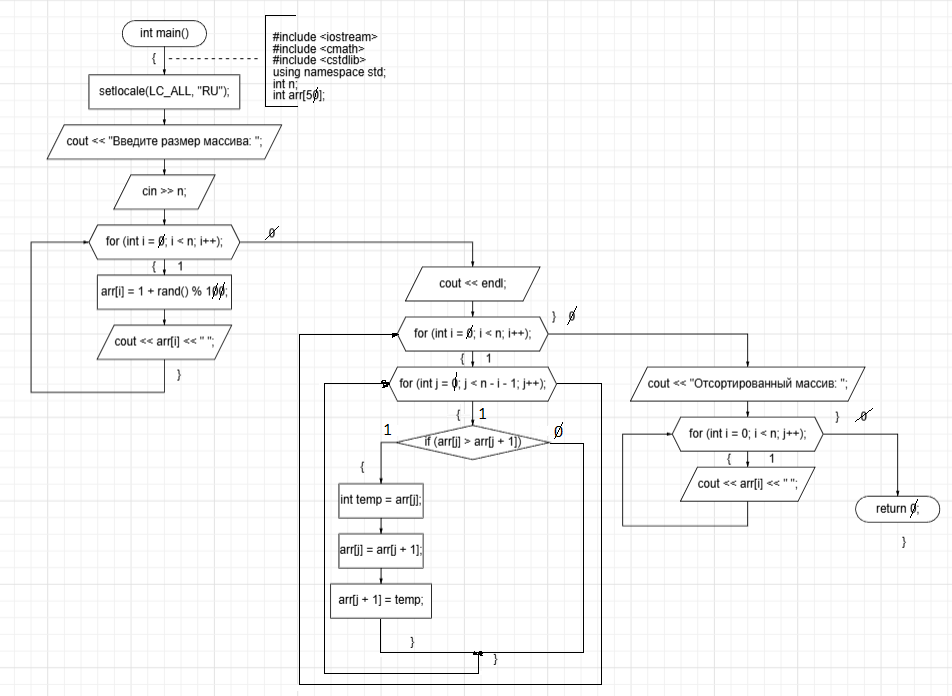 int main()
{
#include <iostream>
#include <cmath>
#include <cstdlib>
using namespace std;
int n;
int arr[50];
setlocale(LC_ALL, "RU");
cout << "Введите размер массива: ";
cin >> n;
for (int i = 0; i < n; i++);
0
{ 1
arr[i] = 1 + rand() % 100;
cout << arr[i] << " ";
}
cout << endl;
for (int i = 0; i < n; i++);
} 0
{ 1
for (int j = 0; j < n - i - 1; j++);
{ 1
if (arr[j] > arr[j + 1])
1
0
{
int temp = arr[j];
arr[j] = arr[j + 1];
arr[j + 1] = temp;
}
}
cout << "Отсортированный массив: ";
for (int i = 0; i < n; j++);
} 0
{ 1
cout << arr[i] << " ";
return 0;
}